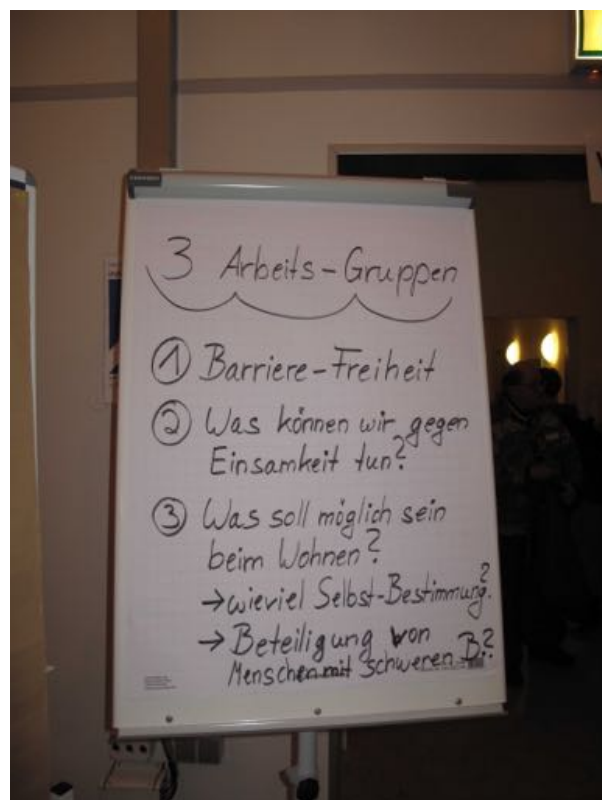 3 Arbeits-Gruppen
① Barriere-Freiheit
② Was können wir gegen
Einsamkeit tun?
③ Was soll möglich sein
beim Wohnen?
→ wieviel Selbst-Bestimmung?
→ Beteiligung von
Menschen mit schweren B.?